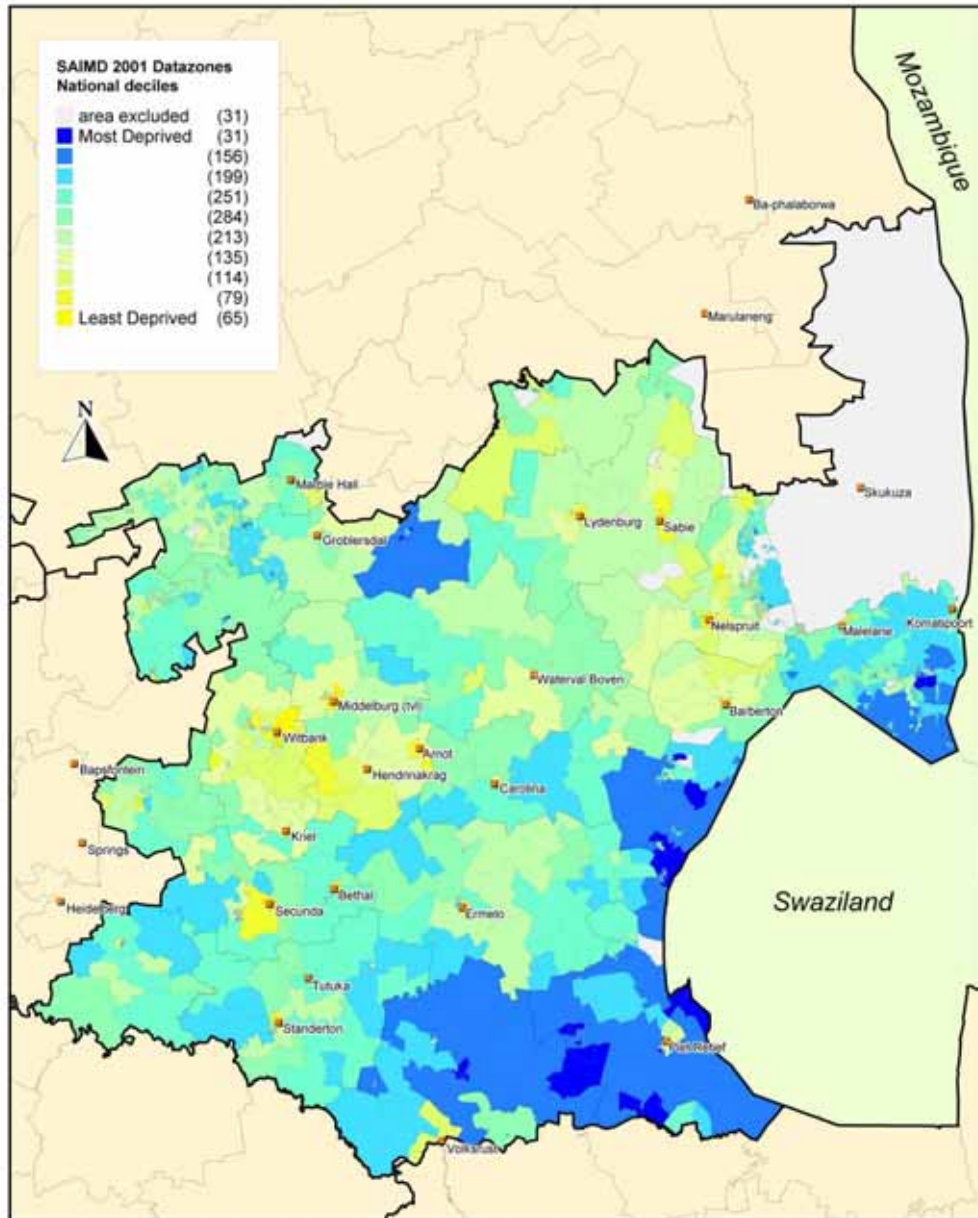 SAIMD 2001 Datazones
National deciles
area excluded (31)
Most Deprived (31)
(156)
(199)
(251)
(284)
(213)
(135)
(114)
(79)
Least Deprived (65)
Mozambique
N
Ba-phalaborwa
Marulaneng
Skukuza
Marble Hall
Lydenburg
Sabie
Groblersdal
Nelspruit
Komatipoort
Malelane
Waterval Boven
Middelburg (tvl)
Barberton
Witbank
Arnot
Bapsfontein
Hendrinakrag
Carolina
Kriel
Springs
Bethal
Heidelberg
Secunda
Ermelo
Swaziland
Tutuka
Standerton
Piet Retief
Volksrust